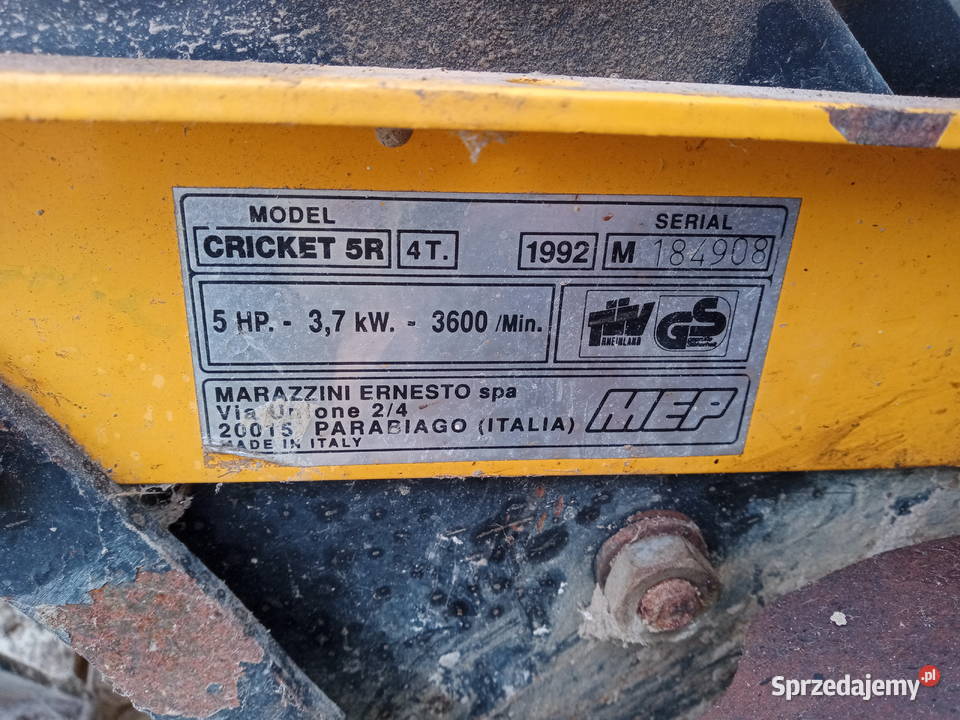 MODEL SERIAL
CRICKET 5R 4 T. 1992 M 184908
5 HP. - 3,7 kW. - 3600 /Min.
TÜV RHEINLAND GS
MARAZZINI ERNESTO spa
Via Unione 2/4
20015 PARABIAGO (ITALIA) MEP
MADE IN ITALY
Sprzedajemy .pl